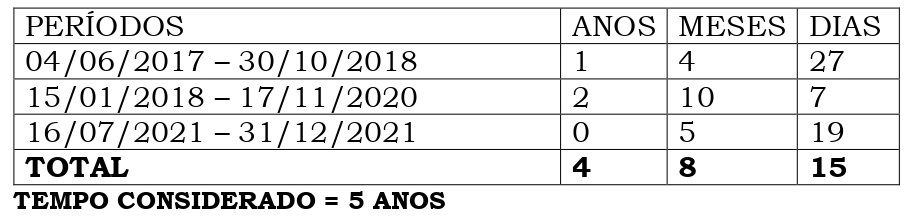 PERÍODOS ANOS MESES DIAS
04/06/2017 – 30/10/2018 1 4 27
15/01/2018 – 17/11/2020 2 10 7
16/07/2021 – 31/12/2021 0 5 19
TOTAL 4 8 15
TEMPO CONSIDERADO = 5 ANOS